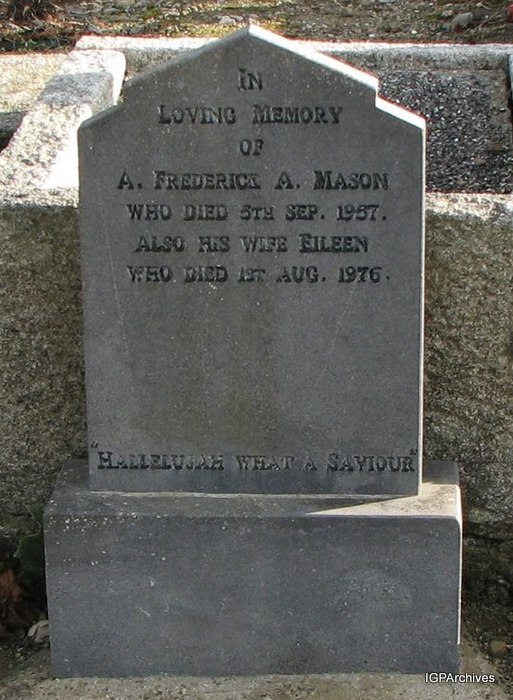 In
Loving Memory
of
A. Frederick A. Mason
who died 5th Sep. 1957.
also his wife Eileen
who died 1st Aug. 1976.
"Hallelujah what a Saviour"
IGPArchives